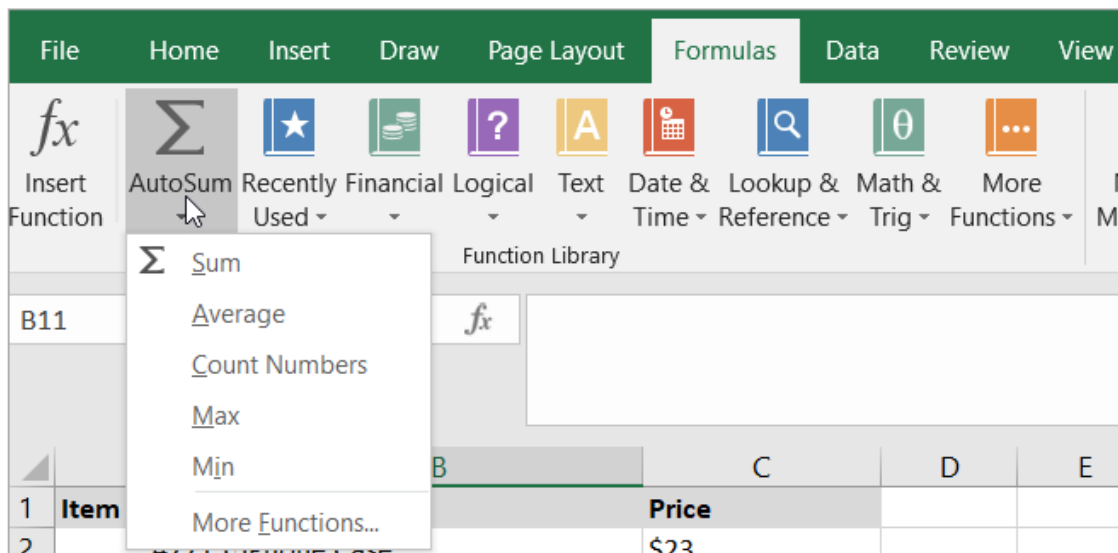 File Home Insert Draw Page Layout Formulas Data Review View
fx Σ ? A θ
Insert AutoSum Recently Financial Logical Text Date & Lookup & Math & More
Function Used Time Reference Trig Functions M
Function Library
Σ Sum
Average
Count Numbers
Max
Min
More Functions...
B11 fx
B C D E
1 Item Price
2 Case $23